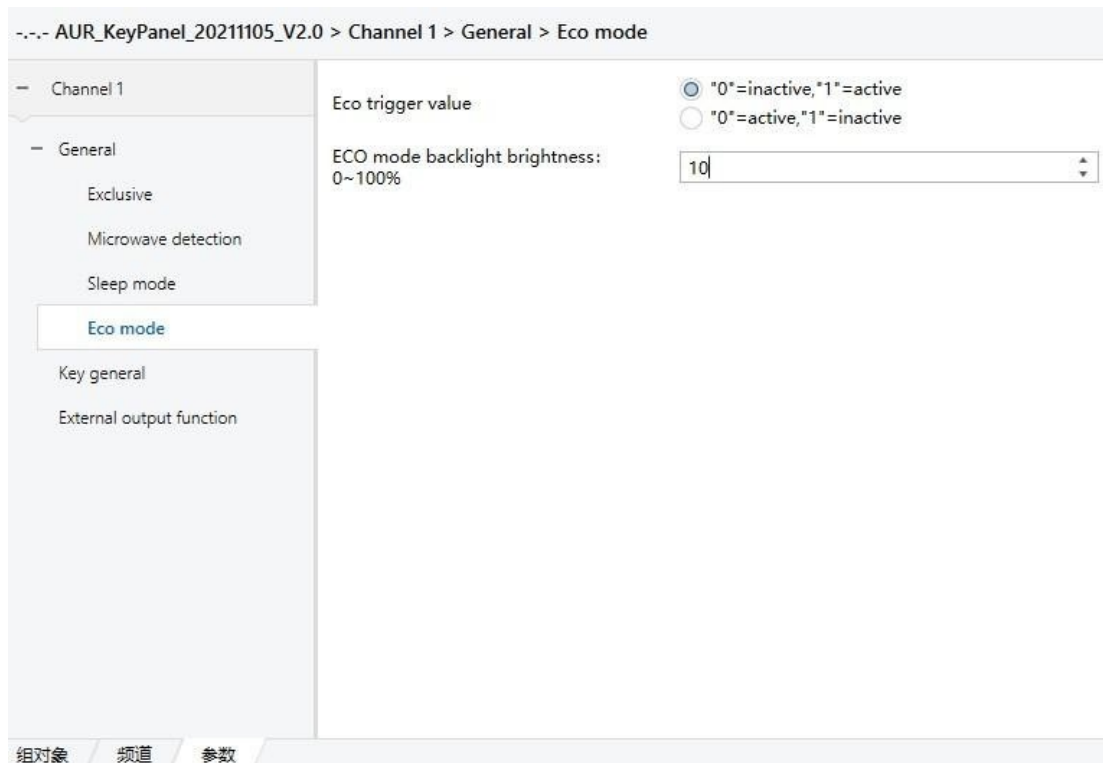 -.-.- AUR_KeyPanel_20211105_V2.0 > Channel 1 > General > Eco mode
Channel 1
General
Exclusive
Microwave detection
Sleep mode
Eco mode
Key general
External output function
Eco trigger value
"0"=inactive,"1"=active
"0"=active,"1"=inactive
ECO mode backlight brightness:
0~100%
10
组对象
频道
参数